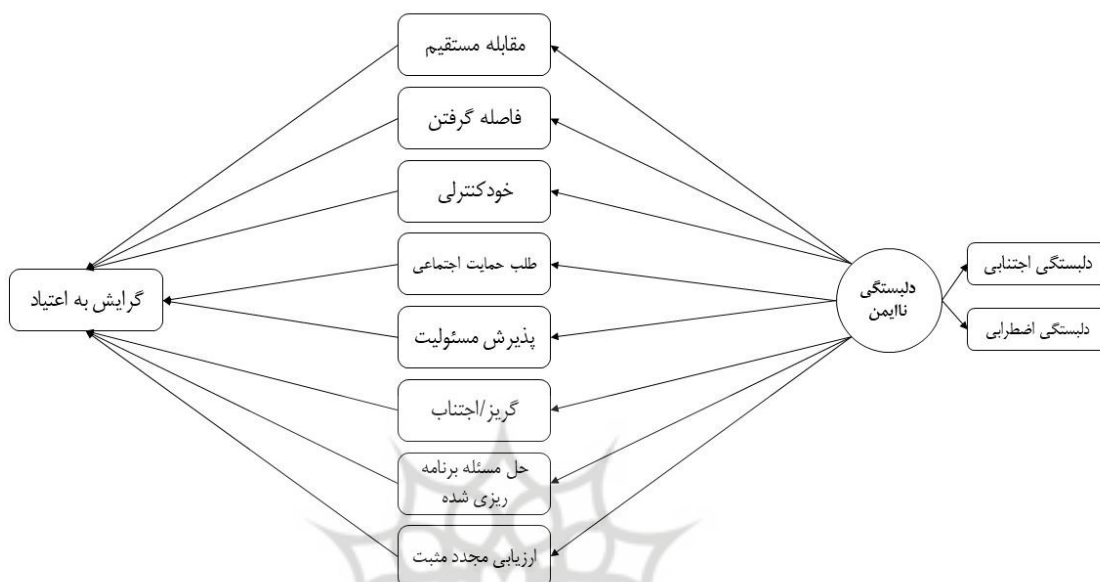 مقابله مستقیم
فاصله گرفتن
خودکنترلی
طلب حمایت اجتماعی
پذیرش مسئولیت
گریز/اجتناب
حل مسئله برنامه
ریزی شده
ارزیابی مجدد مثبت
دلبستگی اجتنابی
دلبستگی اضطرابی
دلبستگی
ناایمن
گرایش به اعتیاد